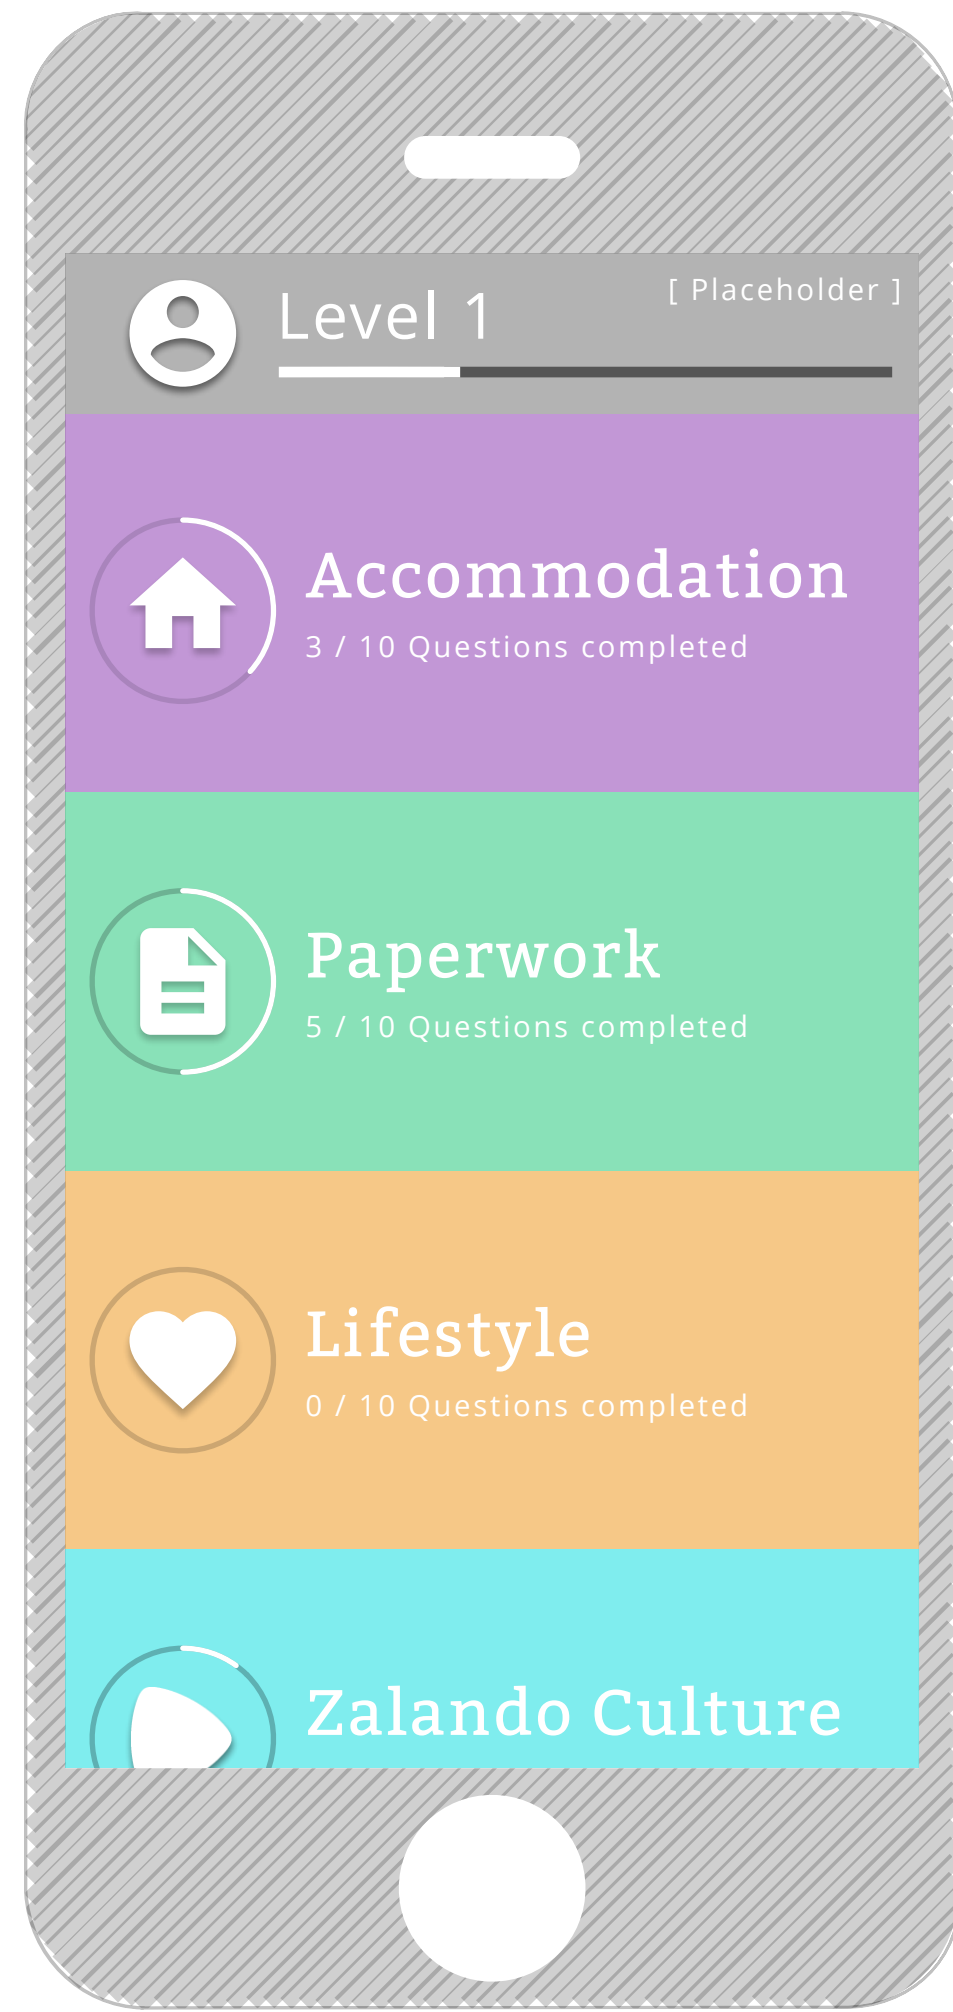 Level 1
[ Placeholder ]
Accommodation
3 / 10 Questions completed
Paperwork
5 / 10 Questions completed
Lifestyle
0 / 10 Questions completed
Zalando Culture